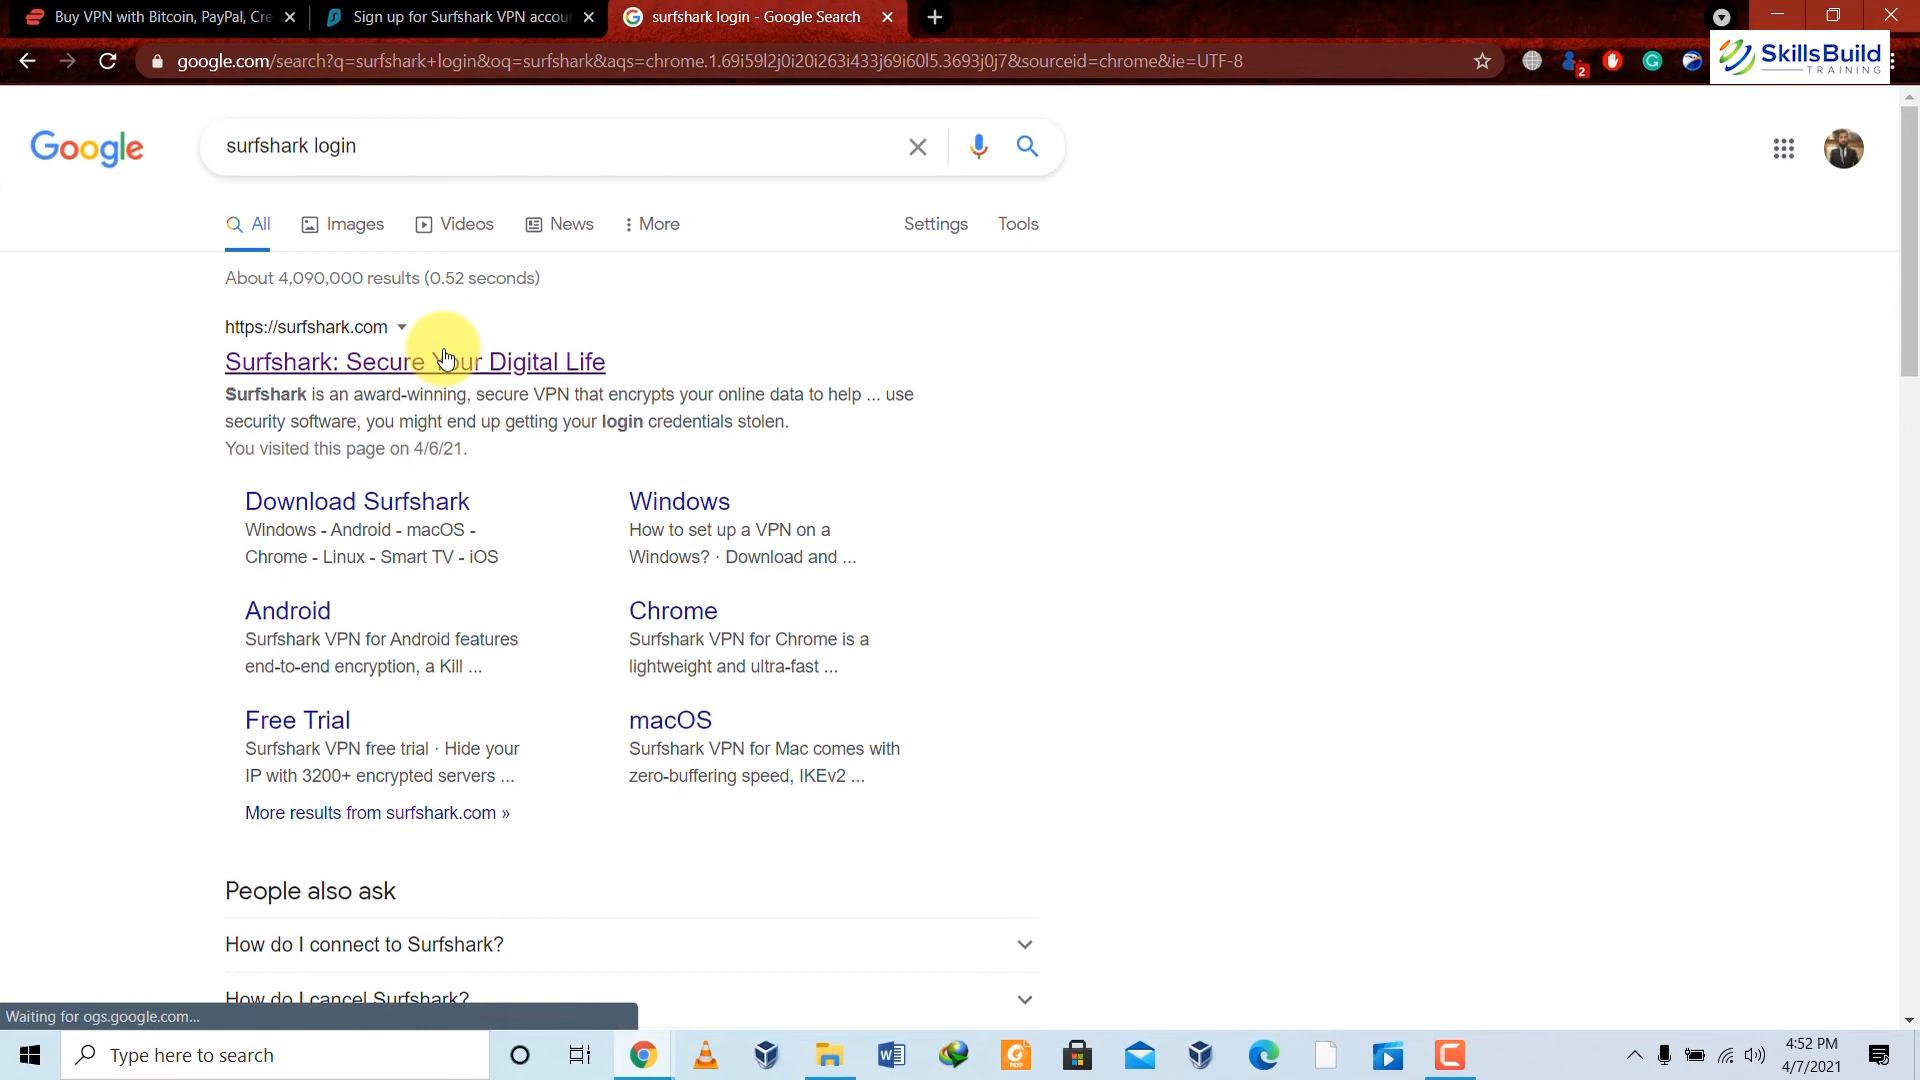 Buy VPN with Bitcoin, PayPal, Cre
Sign up for Surfshark VPN accou
surfshark login - Google Search
google.com/search?q=surfshark+login&oq=surfshark&aqs=chrome.1.69i59l2j0i20i263i433j69i60l5.3693j0j7&sourceid=chrome&ie=UTF-8
2
SkillsBuild
TRAINING
Google
surfshark login
All
Images
Videos
News
More
Settings
Tools
About 4,090,000 results (0.52 seconds)
https://surfshark.com
Surfshark: Secure Your Digital Life
Surfshark is an award-winning, secure VPN that encrypts your online data to help ... use
security software, you might end up getting your login credentials stolen.
You visited this page on 4/6/21.
Download Surfshark
Windows - Android - macOS -
Chrome - Linux - Smart TV - iOS
Windows
How to set up a VPN on a
Windows? · Download and ...
Android
Surfshark VPN for Android features
end-to-end encryption, a Kill ...
Chrome
Surfshark VPN for Chrome is a
lightweight and ultra-fast ...
Free Trial
Surfshark VPN free trial · Hide your
IP with 3200+ encrypted servers ...
macOS
Surfshark VPN for Mac comes with
zero-buffering speed, IKEv2 ...
More results from surfshark.com »
People also ask
How do I connect to Surfshark?
How do I cancel Surfshark?
Waiting for ogs.google.com...
Type here to search
4:52 PM
4/7/2021